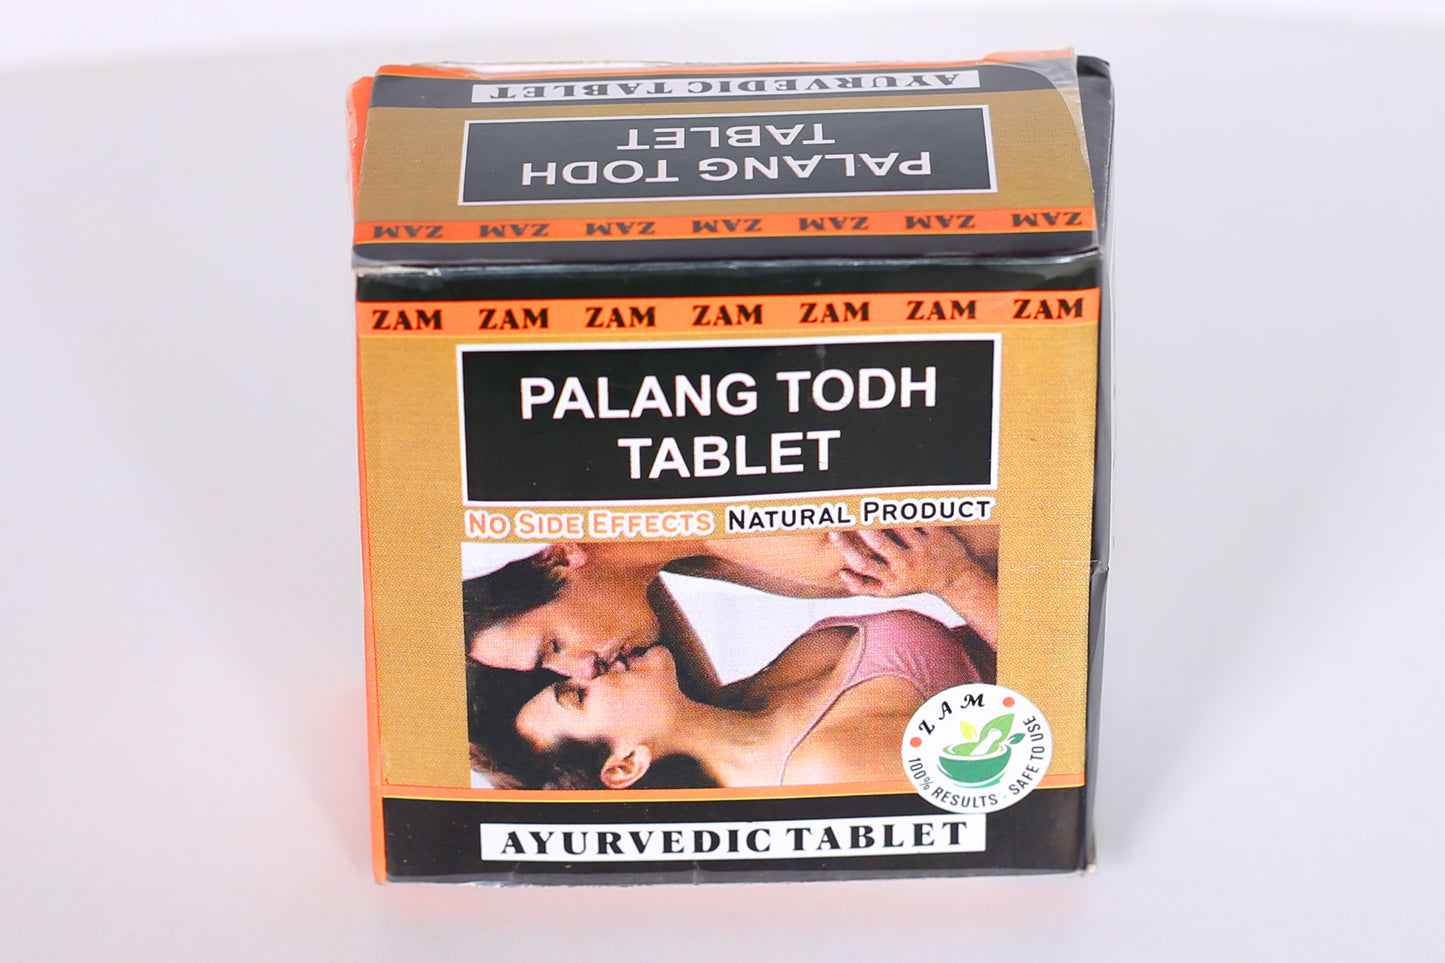 AYURVEDIC TABLET
PALANG TODH
TABLET
ZAM ZAM ZAM ZAM ZAM ZAM ZAM
ZAM ZAM ZAM ZAM ZAM ZAM ZAM
PALANG TODH
TABLET
NO SIDE EFFECTS NATURAL PRODUCT
ZAM
100% RESULTS · SAFE TO USE
AYURVEDIC TABLET